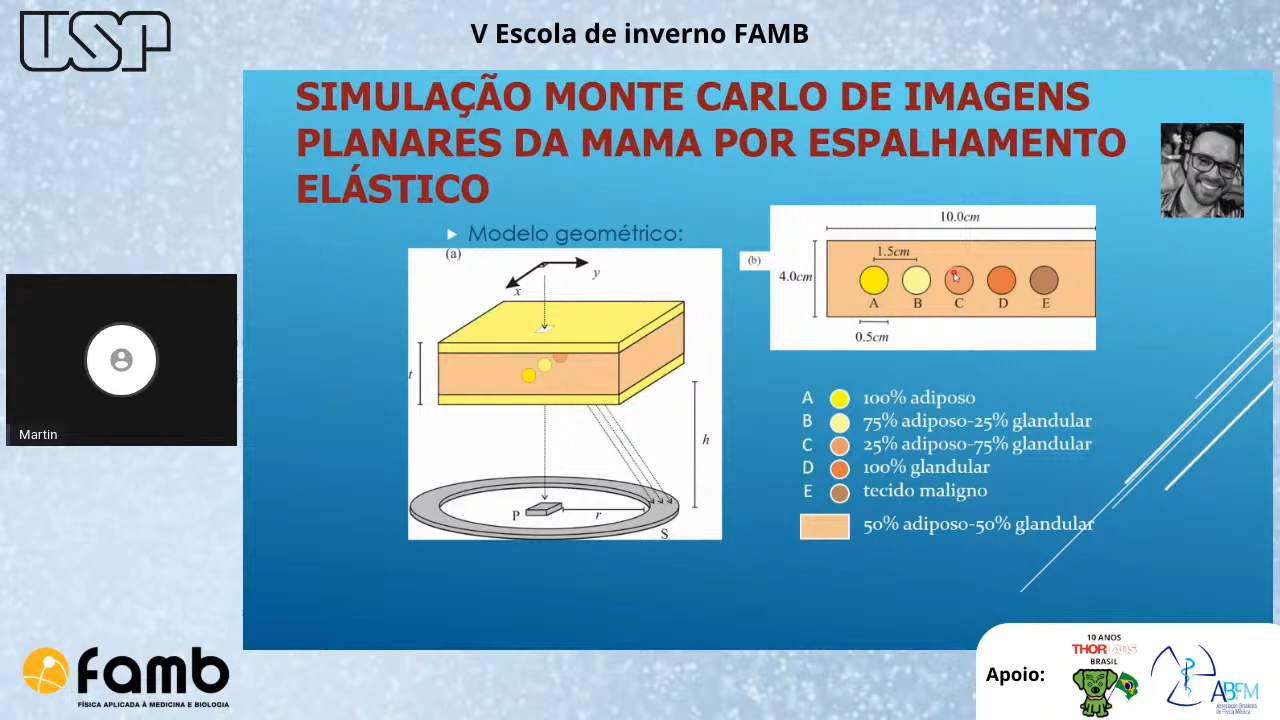 USP
V Escola de inverno FAMB
SIMULAÇÃO MONTE CARLO DE IMAGENS
PLANARES DA MAMA POR ESPALHAMENTO
ELÁSTICO
Modelo geométrico:
(a)
y
x
t
h
P
r
S
(b)
10.0cm
1.5cm
4.0cm
A B C D E
0.5cm
A 100% adiposo
B 75% adiposo-25% glandular
C 25% adiposo-75% glandular
D 100% glandular
E tecido maligno
50% adiposo-50% glandular
Martin
famb
FÍSICA APLICADA À MEDICINA E BIOLOGIA
Apoio:
10 ANOS
THORLABS
BRASIL
ABFM
Associação Brasileira
de Física Médica